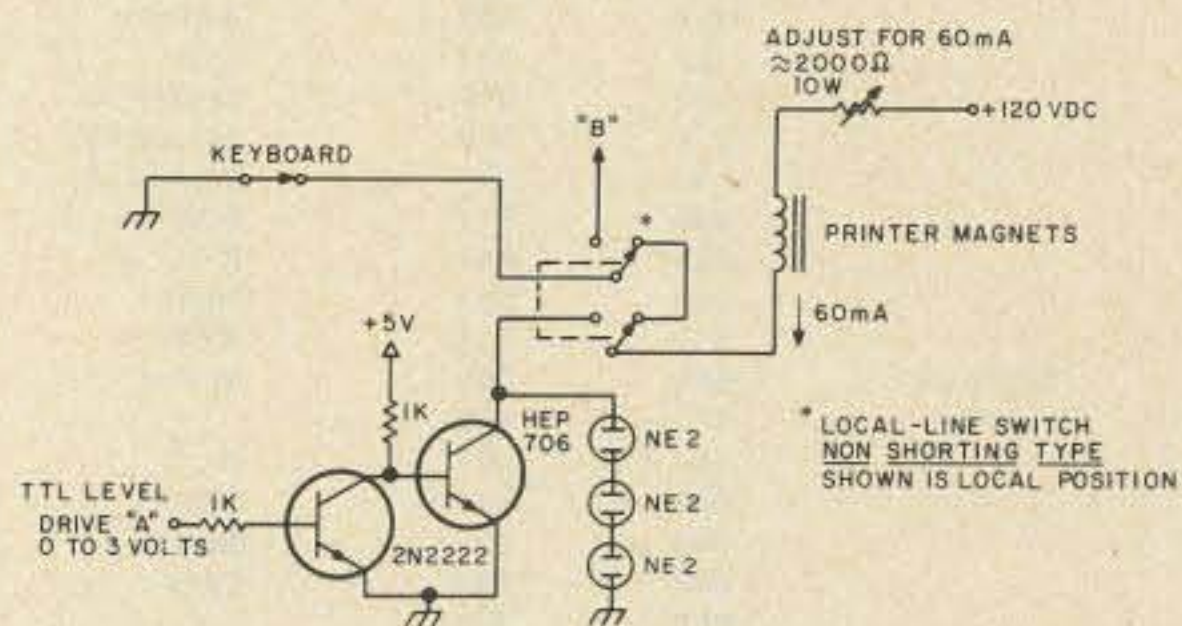 ADJUST FOR 60mA
≈2000Ω
10W
+120 VDC
"B"
KEYBOARD
*
PRINTER MAGNETS
60mA
+5V
1K
HEP
706
NE 2
NE 2
NE 2
* LOCAL-LINE SWITCH
NON SHORTING TYPE
SHOWN IS LOCAL POSITION
TTL LEVEL
DRIVE "A"
0 TO 3 VOLTS
1K
2N2222